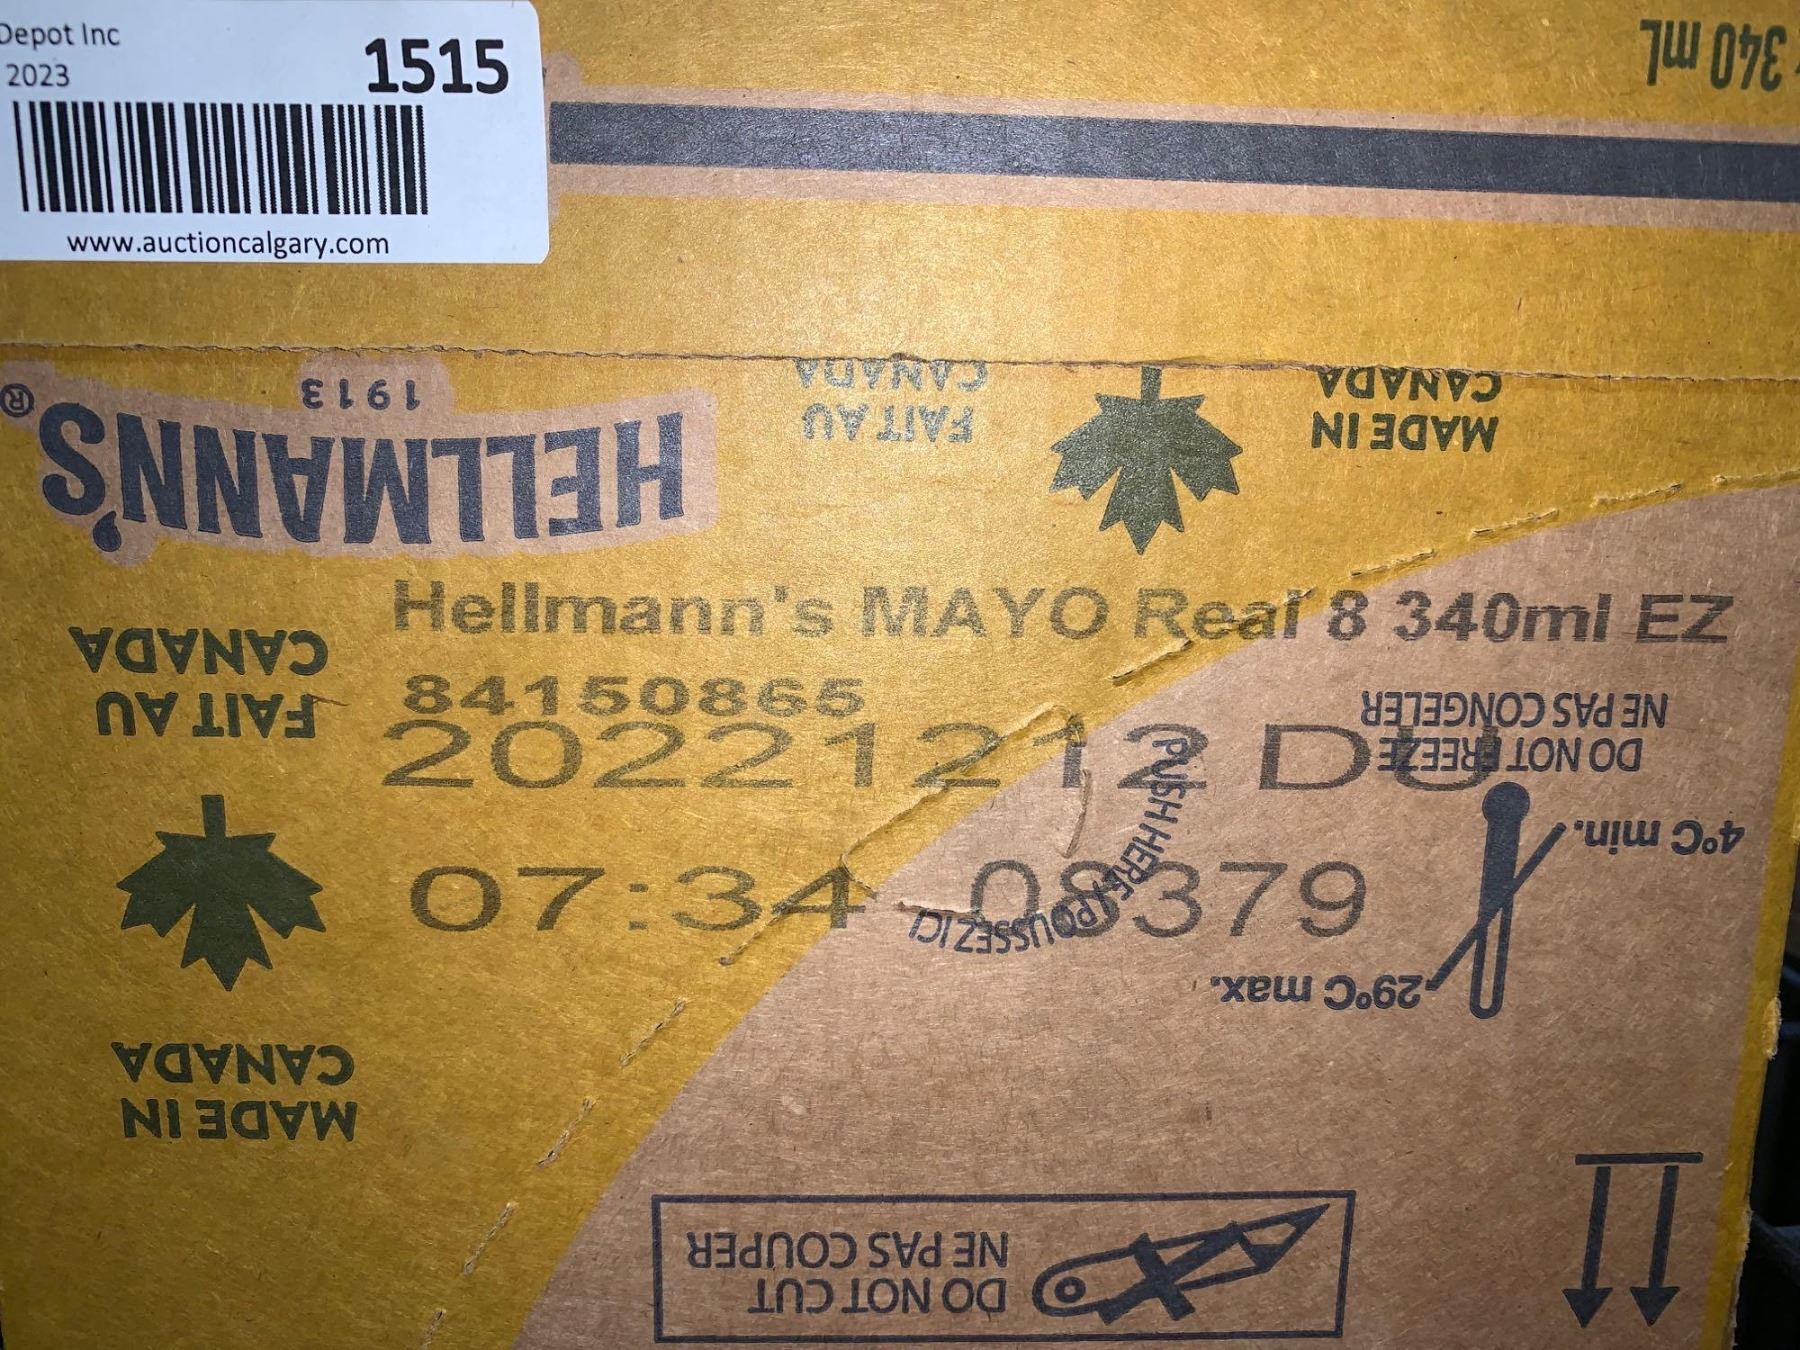 Depot Inc
2023
1515
www.auctioncalgary.com
340 mL
HELLMANN'S®
1913
FAIT AU
CANADA
MADE IN
CANADA
Hellmann's MAYO Real 8 340ml EZ
84150865
20221212 DU
07:34 08379
FAIT AU
CANADA
MADE IN
CANADA
DO NOT FREEZE
NE PAS CONGELER
4°C min.
29°C max.
PUSH HERE / POUSSEZ ICI
DO NOT CUT
NE PAS COUPER